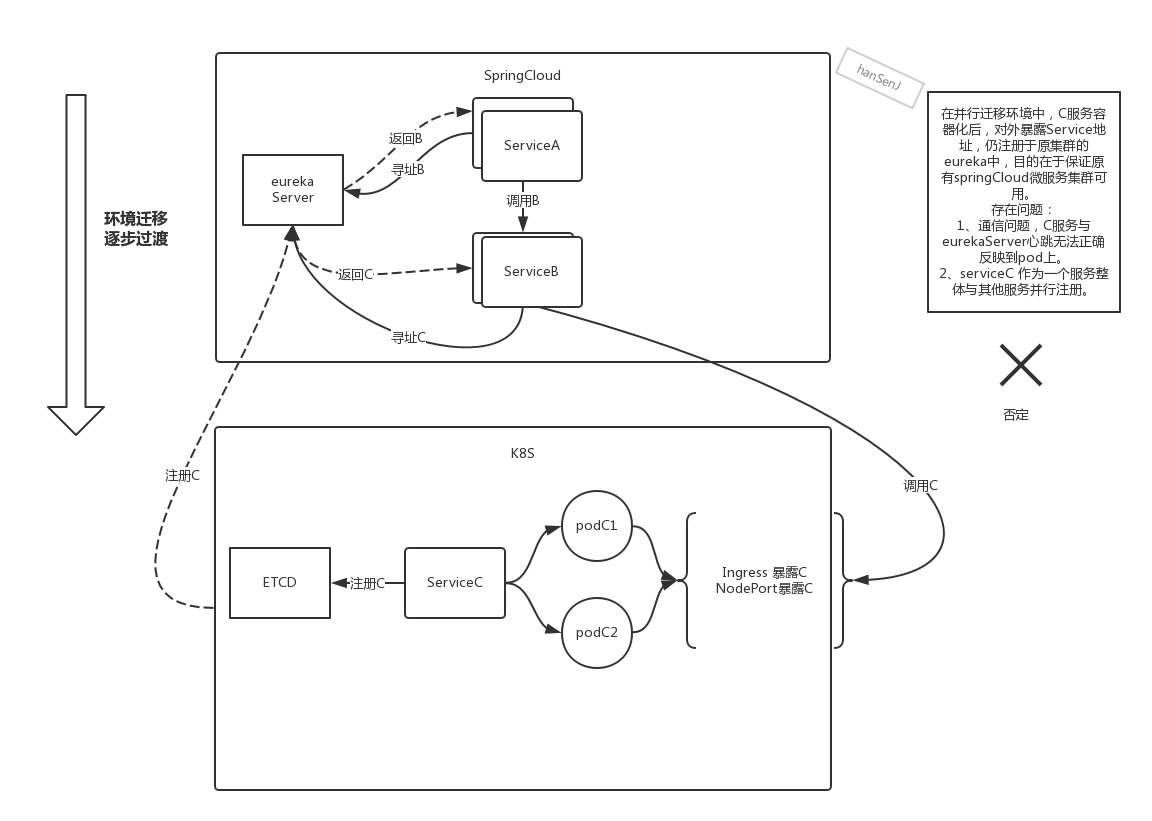 SpringCloud
hanSenJ
在并行迁移环境中，C服务容
器化后，对外暴露Service地
址，仍注册于原集群的
eureka中，目的在于保证原
有springCloud微服务集群可
用。
存在问题：
1、通信问题，C服务与
eurekaServer心跳无法正确
反映到pod上。
2、serviceC 作为一个服务整
体与其他服务并行注册。
返回B
ServiceA
寻址B
eureka
Server
调用B
环境迁移
逐步过渡
返回C
ServiceB
寻址C
否定
K8S
注册C
调用C
podC1
ETCD
注册C
ServiceC
Ingress 暴露C
NodePort暴露C
podC2